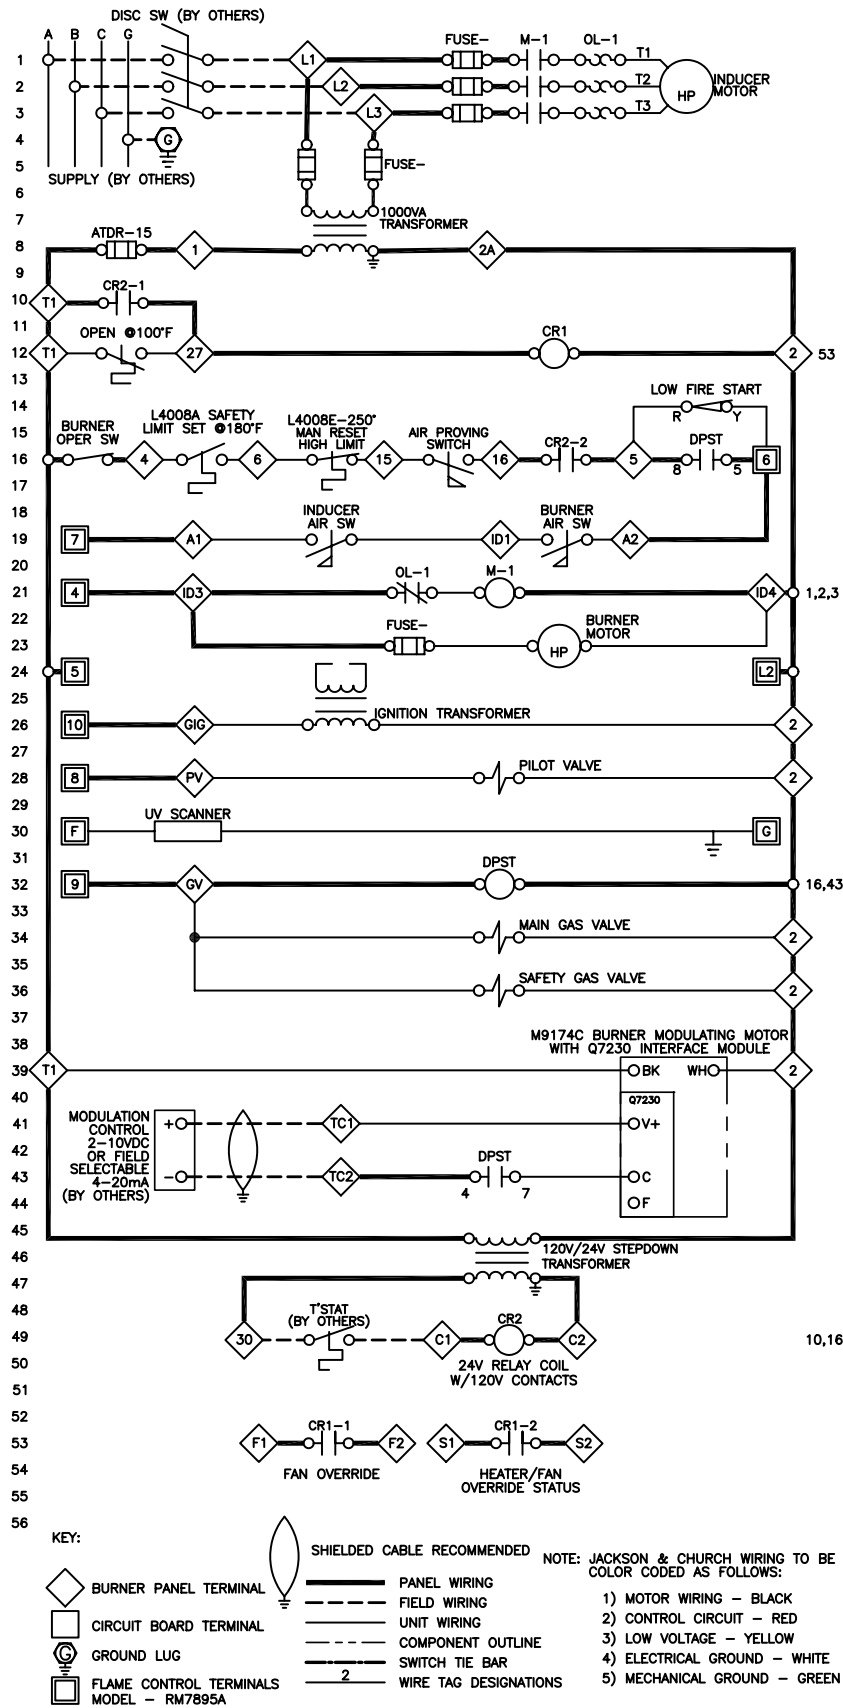 DISC SW (BY OTHERS)
A B C G
FUSE- M-1 OL-1
1 L1 T1
2 L2 T2 INDUCER
MOTOR
HP
3 L3 T3
4 G
5 FUSE-
SUPPLY (BY OTHERS)
6
7 1000VA
TRANSFORMER
ATDR-15
8 1 2A
9
CR2-1
10 T1
11
OPEN @100°F CR1
12 T1 27 2 53
13
LOW FIRE START
14 R Y
L4008A SAFETY
LIMIT SET @180°F
L4008E-250°
MAN RESET
HIGH LIMIT
15
BURNER
OPER SW
AIR PROVING
SWITCH
CR2-2 DPST
16 4 6 15 16 5 8 5 6
17
18
INDUCER
AIR SW
BURNER
AIR SW
19 7 A1 ID1 A2
20
OL-1 M-1
21 4 ID3 ID4 1,2,3
22
FUSE- BURNER
MOTOR
23 HP
24 5 L2
25
26 10 GIG IGNITION TRANSFORMER 2
27
28 8 PV PILOT VALVE 2
29
UV SCANNER
30 F G
31
DPST
32 9 GV 16,43
33
34 MAIN GAS VALVE 2
35
36 SAFETY GAS VALVE 2
37
38
M9174C BURNER MODULATING MOTOR
WITH Q7230 INTERFACE MODULE
39 T1 BK WH 2
40 Q7230
MODULATION
CONTROL
2-10VDC
OR FIELD
SELECTABLE
4-20mA
(BY OTHERS)
41 + TC1 V+
42
DPST
43 - TC2 4 7 C
44 F
45
120V/24V STEPDOWN
TRANSFORMER
46
47
48
T'STAT
(BY OTHERS)
CR2
49 30 C1 C2 10,16
50 24V RELAY COIL
W/120V CONTACTS
51
52
CR1-1 CR1-2
53 F1 F2 S1 S2
54 FAN OVERRIDE HEATER/FAN
OVERRIDE STATUS
55
56
KEY:
BURNER PANEL TERMINAL
CIRCUIT BOARD TERMINAL
G GROUND LUG
FLAME CONTROL TERMINALS
MODEL - RM7895A
SHIELDED CABLE RECOMMENDED
PANEL WIRING
FIELD WIRING
UNIT WIRING
COMPONENT OUTLINE
SWITCH TIE BAR
2 WIRE TAG DESIGNATIONS
NOTE: JACKSON & CHURCH WIRING TO BE
COLOR CODED AS FOLLOWS:
1) MOTOR WIRING - BLACK
2) CONTROL CIRCUIT - RED
3) LOW VOLTAGE - YELLOW
4) ELECTRICAL GROUND - WHITE
5) MECHANICAL GROUND - GREEN